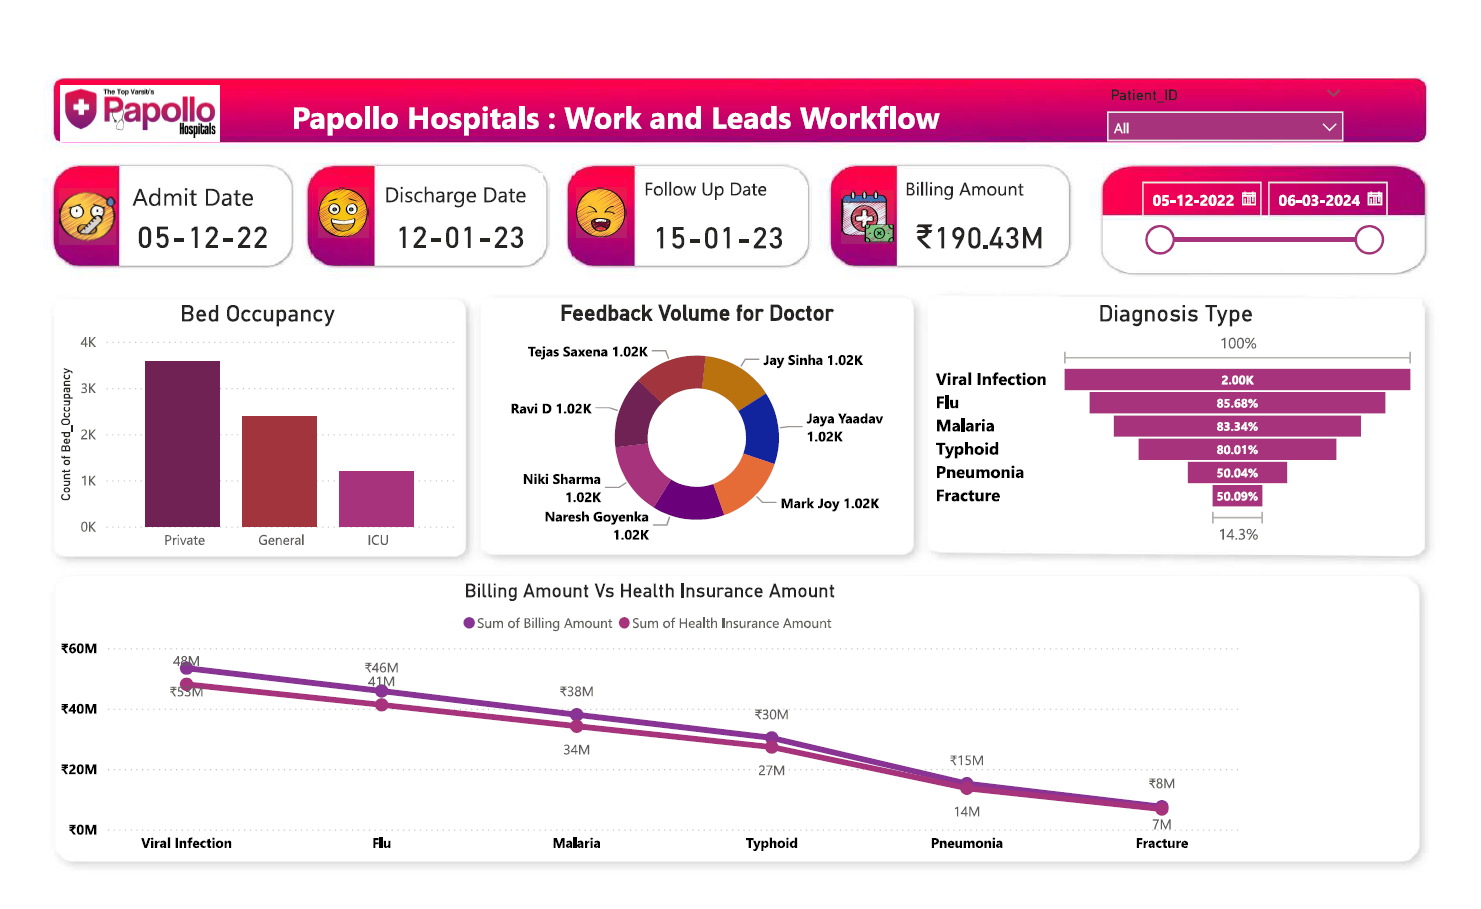 The Top Varsib's
Papollo
Hospitals
Papollo Hospitals : Work and Leads Workflow
Patient_ID
All
Admit Date
05-12-22
Discharge Date
12-01-23
Follow Up Date
15-01-23
Billing Amount
₹190.43M
05-12-2022
06-03-2024
Bed Occupancy
Count of Bed_Occupancy
4K
3K
2K
1K
0K
Private
General
ICU
Feedback Volume for Doctor
Tejas Saxena 1.02K
Jay Sinha 1.02K
Ravi D 1.02K
Jaya Yaadav
1.02K
Niki Sharma
1.02K
Mark Joy 1.02K
Naresh Goyenka
1.02K
Diagnosis Type
100%
Viral Infection 2.00K
Flu 85.68%
Malaria 83.34%
Typhoid 80.01%
Pneumonia 50.04%
Fracture 50.09%
14.3%
Billing Amount Vs Health Insurance Amount
Sum of Billing Amount Sum of Health Insurance Amount
₹60M
₹40M
₹20M
₹0M
48M
₹53M
₹46M
41M
₹38M
34M
₹30M
27M
₹15M
14M
₹8M
7M
Viral Infection
Flu
Malaria
Typhoid
Pneumonia
Fracture